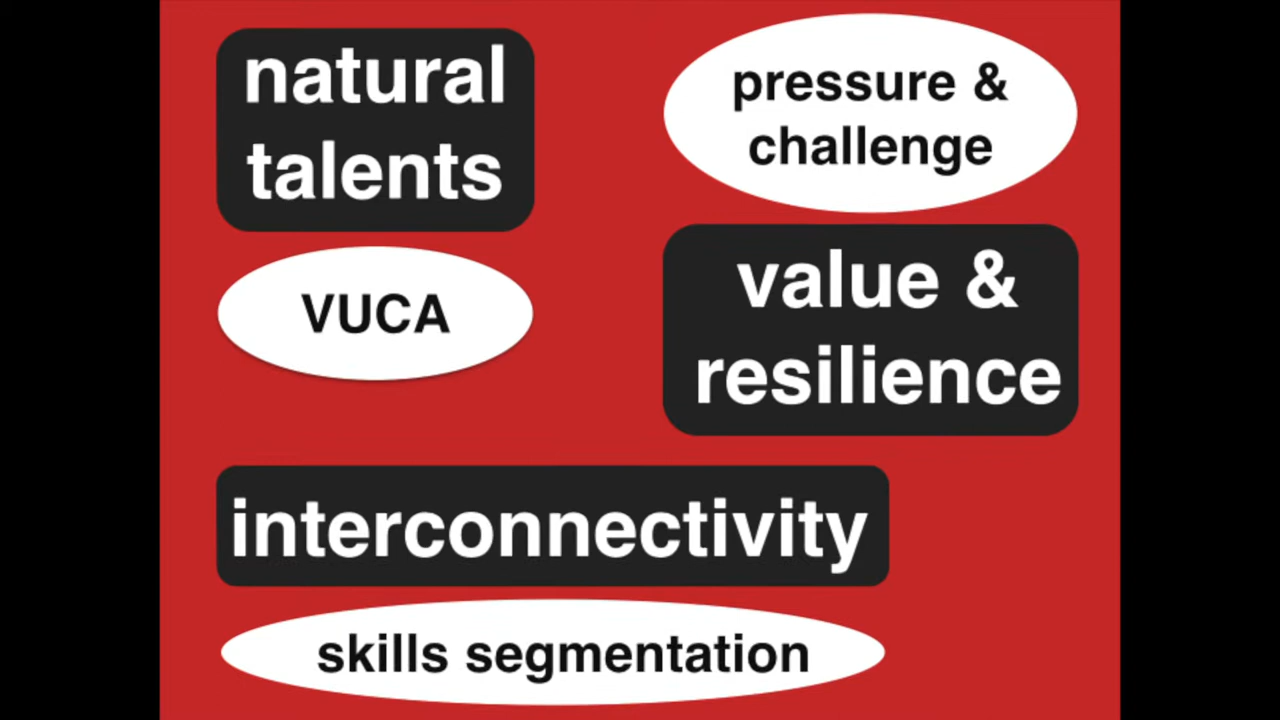 natural
talents
VUCA
pressure &
challenge
value &
resilience
interconnectivity
skills segmentation